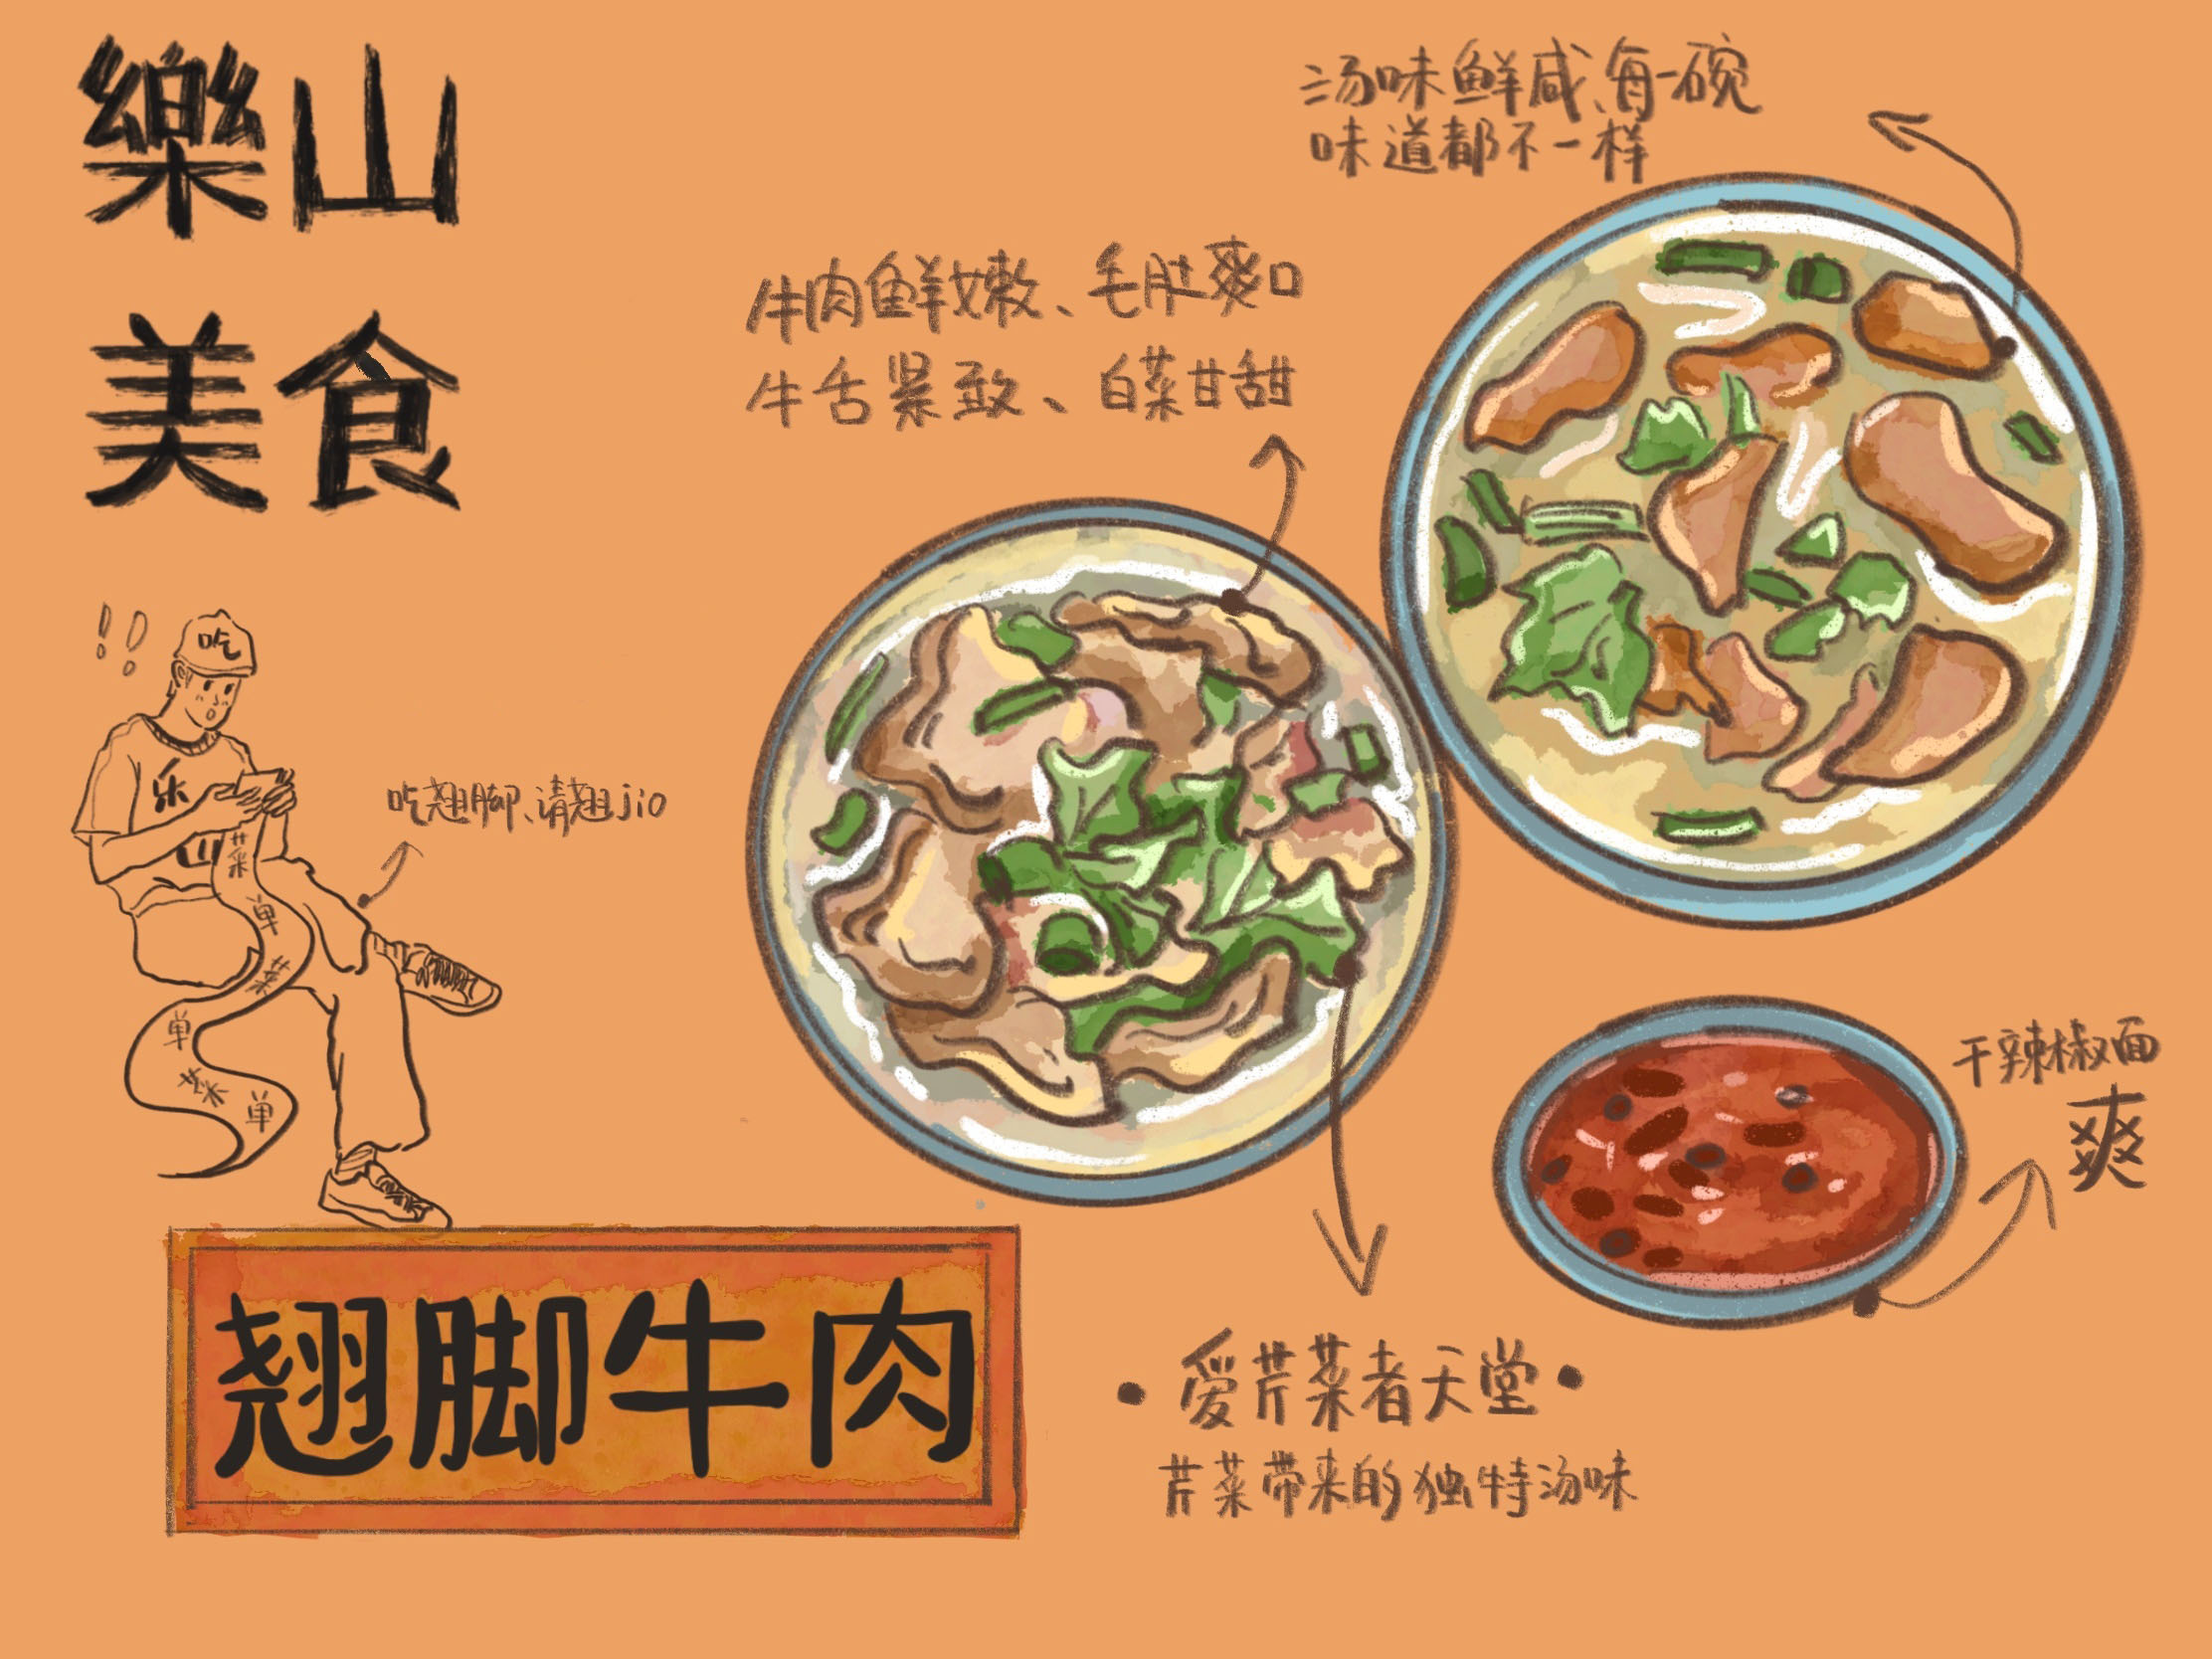 樂山
美食
汤味鲜咸、每一碗
味道都不一样
牛肉鲜嫩、毛肚爽口
牛舌紧致、白菜甘甜
吃
乐
吃翘脚、请翘jio
菜
单
菜
单
菜
单
干辣椒面
爽
翘脚牛肉
•爱芹菜者天堂•
芹菜带来的独特汤味